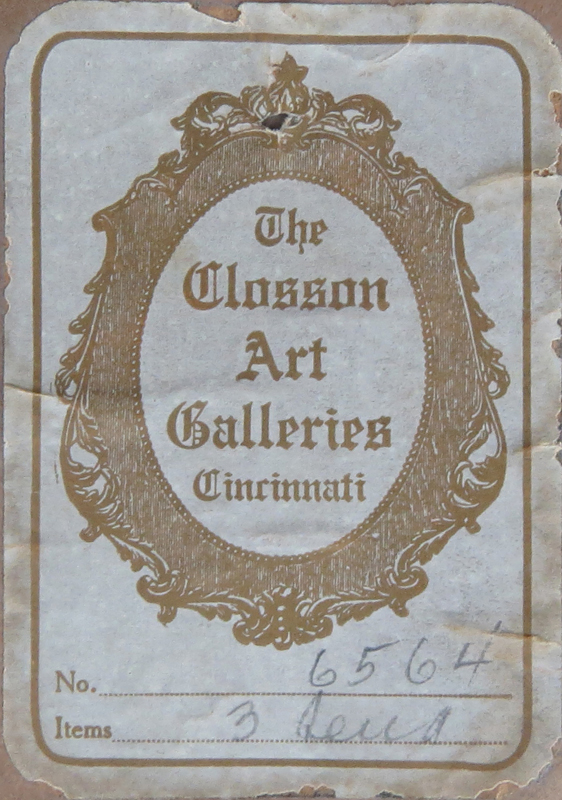 The
Closson
Art
Galleries
Cincinnati
No. 6564
Items 3